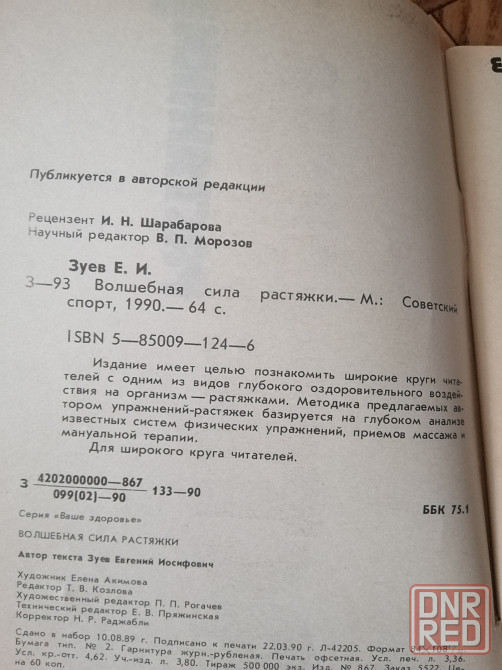 Публикуется в авторской редакции
Рецензент И. Н. Шарабарова
Научный редактор В. П. Морозов
Зуев Е. И.
З—93 Волшебная сила растяжки.— М.: Советский
спорт, 1990.— 64 с.
ISBN 5—85009—124—6
Издание имеет целью познакомить широкие круги чита-
телей с одним из видов глубокого оздоровительного воздей-
ствия на организм — растяжками. Методика предлагаемых ав-
тором упражнений-растяжек базируется на глубоком анализе
известных систем физических упражнений, приемов массажа и
мануальной терапии.
Для широкого круга читателей.
З 4202000000—867
099(02)—90
133—90
ББК 75.1
Серия «Ваше здоровье»
ВОЛШЕБНАЯ СИЛА РАСТЯЖКИ
Автор текста Зуев Евгений Иосифович
Художник Елена Акимова
Редактор Т. В. Козлова
Художественный редактор П. П. Рогачев
Технический редактор Е. В. Пряжинская
Корректор Н. Р. Раджабли
Сдано в набор 10.08.89 г. Подписано к печати 22.03.90 г. Л-42205. Формат
Бумага тип. № 2. Гарнитура журн.-рубленая. Печать офсетная. Усл. печ. л. 3,36.
Усл. кр.-отт. 4,62. Уч.-изд. л. 3,80. Тираж 500 000 экз. Изд. № 867. Заказ 5522. Це-
на 60 коп.
DNR
RED